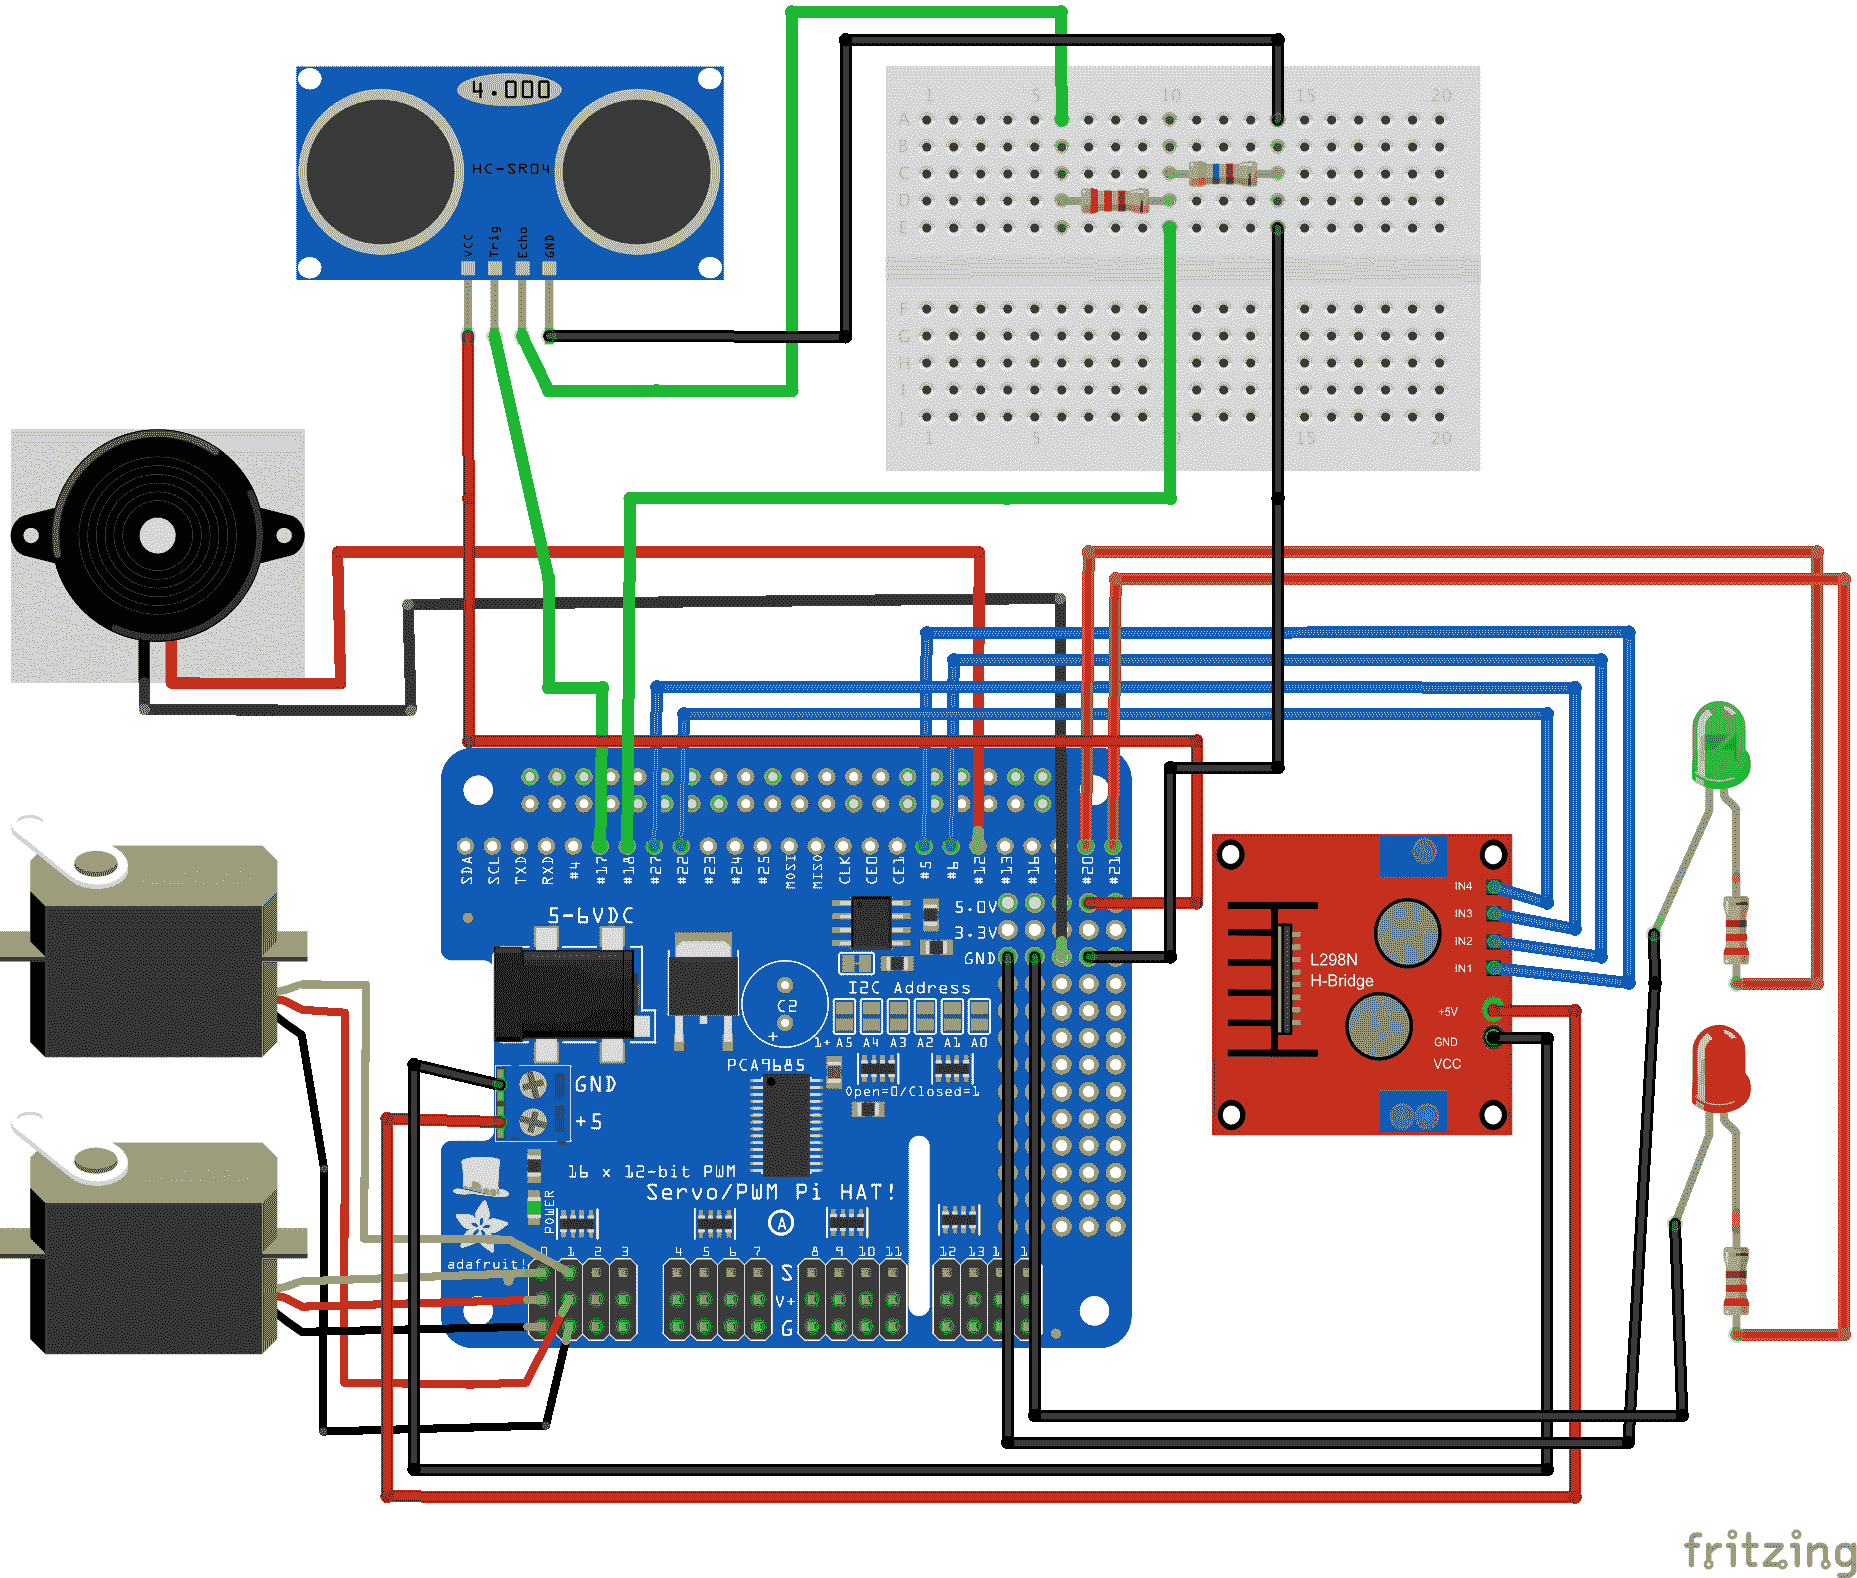 4.000
HC-SR04
VCC
Trig
Echo
GND
1 5 10 15 20
A
B
C
D
E
F
G
H
I
J
1 5 15 20
SDA
SCL
TXD
RXD
#4
#17
#18
#27
#22
#23
#24
#25
MOSI
MISO
CLK
CE0
CE1
#5
#6
#12
#13
#16
#20
#21
5-6VDC
5.0V
3.3V
GND
C2
+
I2C Address
1+ A5 A4 A3 A2 A1 A0
PCA9685
Open=0/Closed=1
GND
+5
16 x 12-bit PWM
Servo/PWM Pi HAT!
POWER
A
adafruit!
0 1 2 3 4 5 6 7 8 9 10 11 12 13 1 1
S
V+
G
IN4
IN3
IN2
IN1
L298N
H-Bridge
+5V
GND
VCC
fritzing